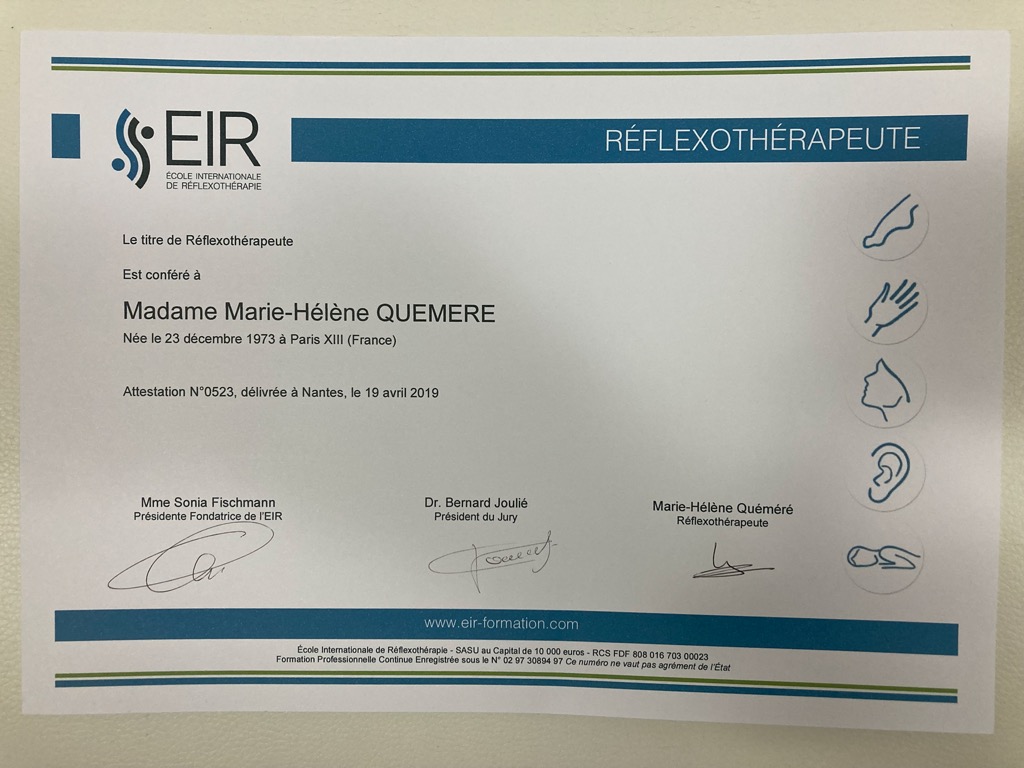 EIR
ÉCOLE INTERNATIONALE
DE RÉFLEXOTHÉRAPIE
RÉFLEXOTHÉRAPEUTE
Le titre de Réflexothérapeute
Est conféré à
Madame Marie-Hélène QUEMERE
Née le 23 décembre 1973 à Paris XIII (France)
Attestation N°0523, délivrée à Nantes, le 19 avril 2019
Mme Sonia Fischmann
Présidente Fondatrice de l'EIR
Dr. Bernard Joulié
Président du Jury
Marie-Hélène Quéméré
Réflexothérapeute
www.eir-formation.com
École Internationale de Réflexothérapie - SASU au Capital de 10 000 euros - RCS FDF 808 016 703 00023
Formation Professionnelle Continue Enregistrée sous le N° 02 97 30894 97 Ce numéro ne vaut pas agrément de l'État